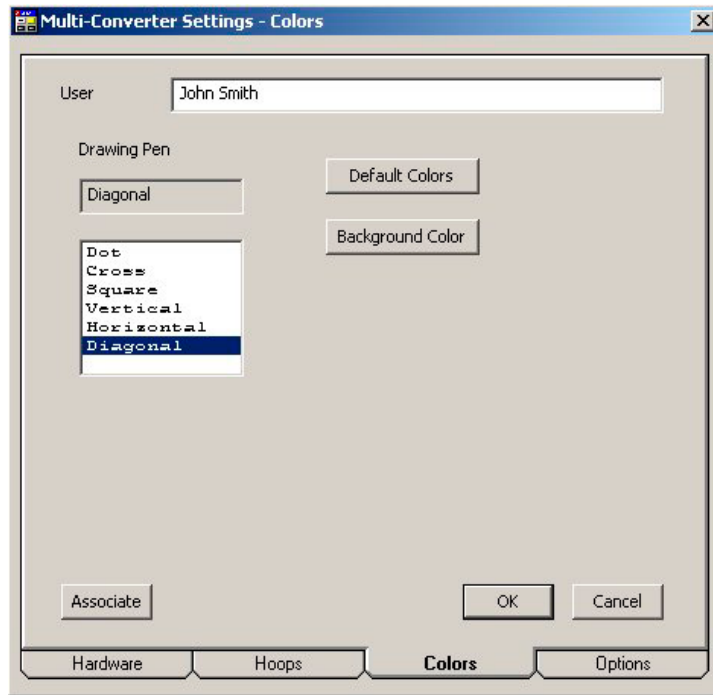 Multi-Converter Settings - Colors
User
John Smith
Drawing Pen
Default Colors
Diagonal
Background Color
Dot
Cross
Square
Vertical
Horizontal
Diagonal
Associate
OK
Cancel
Hardware
Hoops
Colors
Options